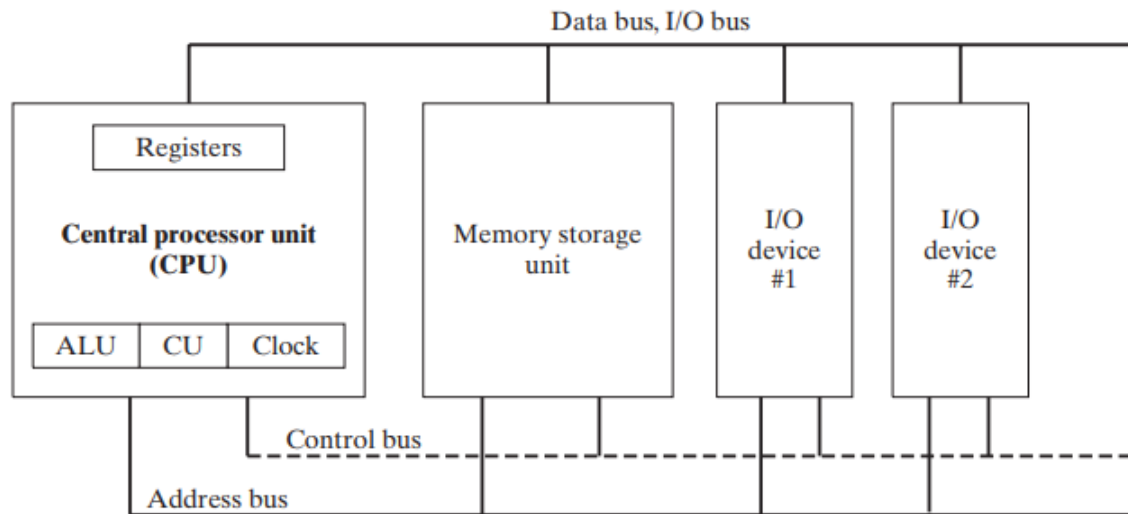 Data bus, I/O bus
Registers
Central processor unit
(CPU)
ALU
CU
Clock
Memory storage
unit
I/O
device
#1
I/O
device
#2
Control bus
Address bus